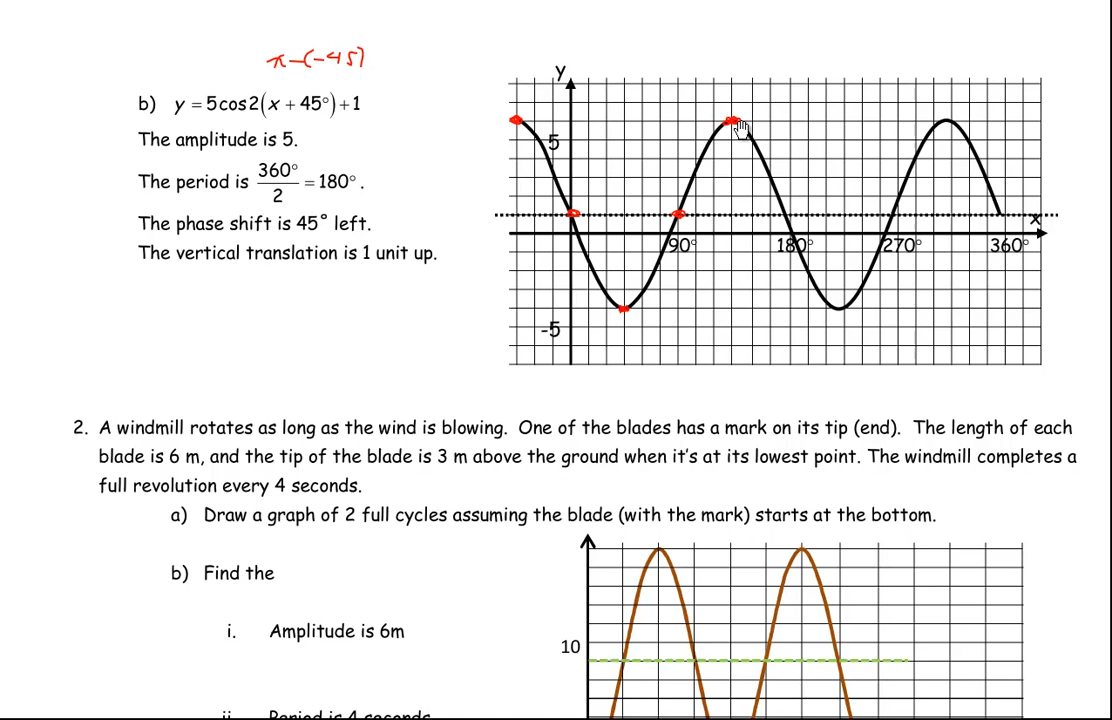 x-(-45)
b) y = 5cos2(x + 45°)+1
The amplitude is 5.
The period is 360°/2 = 180°.
The phase shift is 45° left.
The vertical translation is 1 unit up.
y
5
x
90° 180° 270° 360°
-5
2. A windmill rotates as long as the wind is blowing. One of the blades has a mark on its tip (end). The length of each
blade is 6 m, and the tip of the blade is 3 m above the ground when it's at its lowest point. The windmill completes a
full revolution every 4 seconds.
a) Draw a graph of 2 full cycles assuming the blade (with the mark) starts at the bottom.
b) Find the
i. Amplitude is 6m
10
ii. Period is 4 seconds